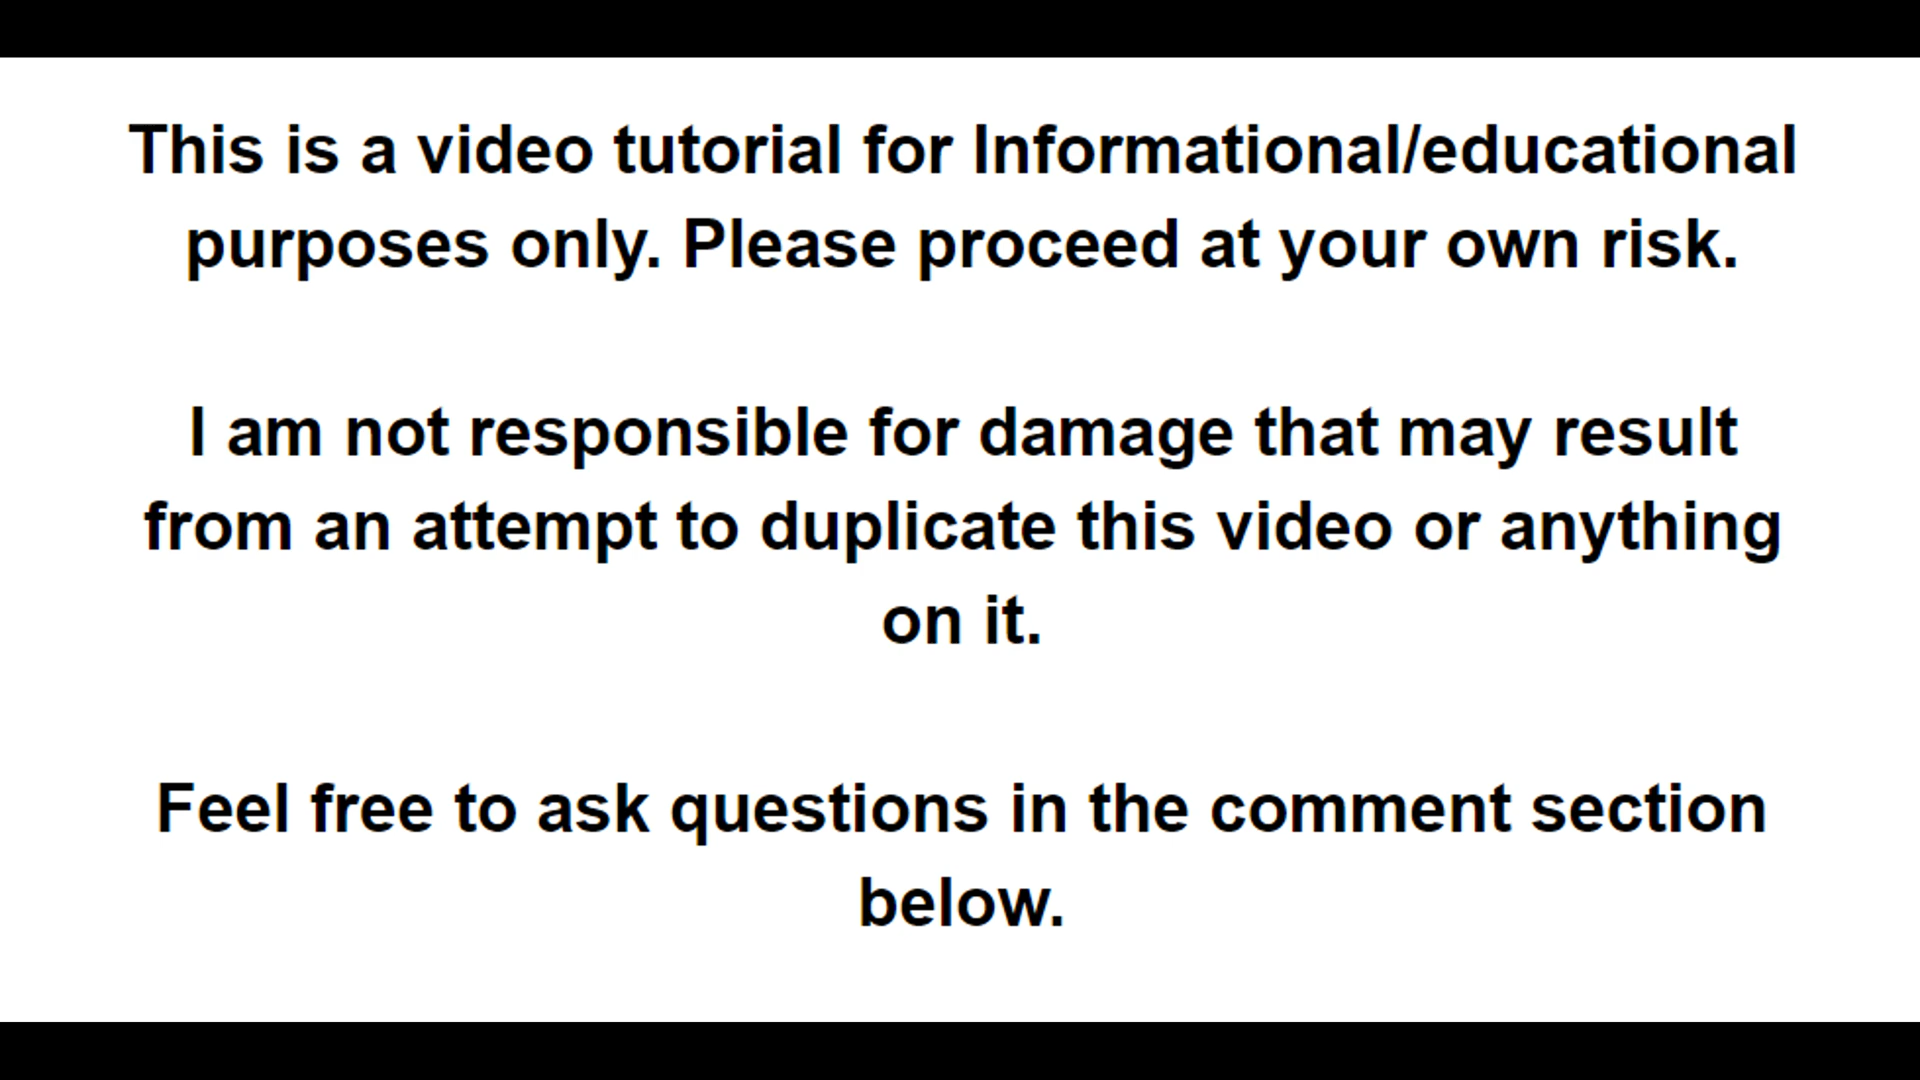 This is a video tutorial for Informational/educational
purposes only. Please proceed at your own risk.
I am not responsible for damage that may result
from an attempt to duplicate this video or anything
on it.
Feel free to ask questions in the comment section
below.